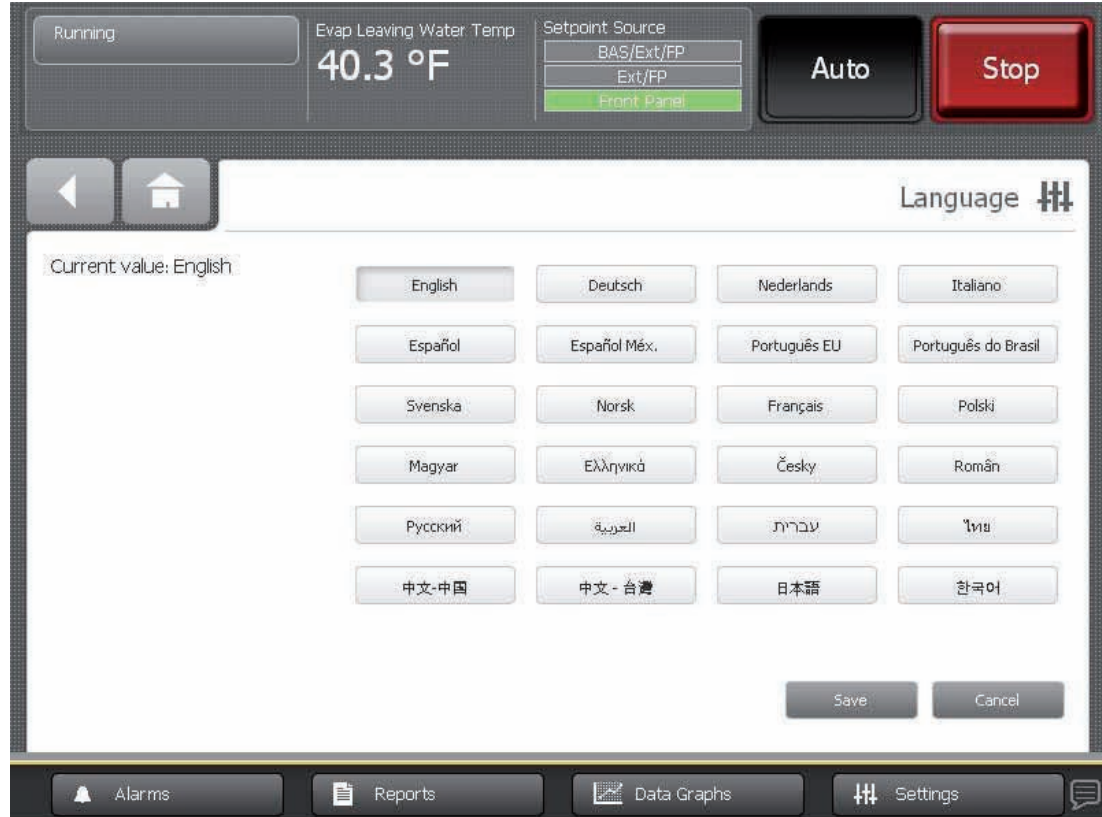 Running
Evap Leaving Water Temp
40.3 °F
Setpoint Source
BAS/Ext/FP
Ext/FP
Front Panel
Auto
Stop
Language
Current value: English
English
Deutsch
Nederlands
Italiano
Español
Español Méx.
Português EU
Português do Brasil
Svenska
Norsk
Français
Polski
Magyar
Ελληνικά
Česky
Român
Русский
العربية
עברית
ไทย
中文-中国
中文 - 台灣
日本語
한국어
Save
Cancel
Alarms
Reports
Data Graphs
Settings